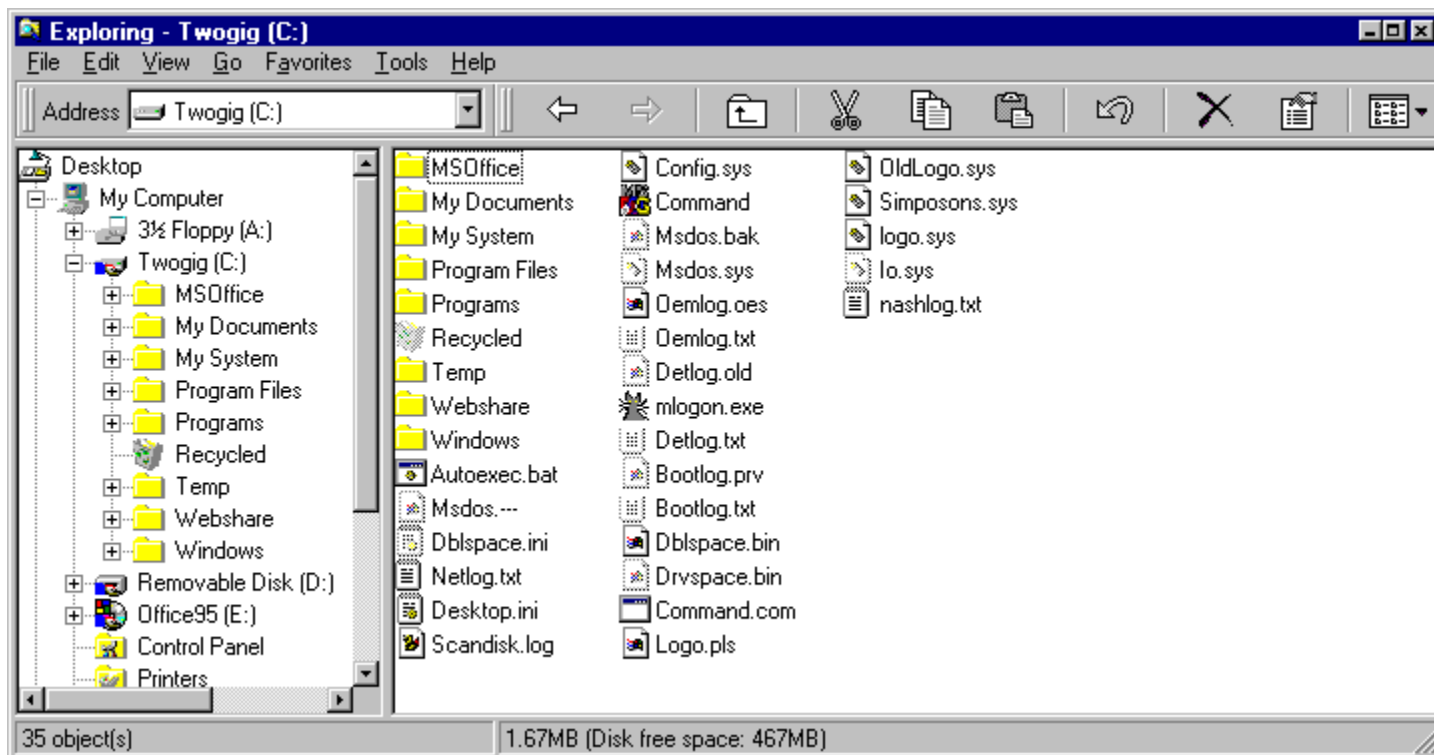 Exploring - Twogig (C:)
File Edit View Go Favorites Tools Help
Address Twogig (C:)
Desktop
My Computer
3½ Floppy (A:)
Twogig (C:)
MSOffice
My Documents
My System
Program Files
Programs
Recycled
Temp
Webshare
Windows
Removable Disk (D:)
Office95 (E:)
Control Panel
Printers
MSOffice
My Documents
My System
Program Files
Programs
Recycled
Temp
Webshare
Windows
Autoexec.bat
Msdos.---
Dblspace.ini
Netlog.txt
Desktop.ini
Scandisk.log
Config.sys
Command
Msdos.bak
Msdos.sys
Oemlog.oes
Oemlog.txt
Detlog.old
mlogon.exe
Detlog.txt
Bootlog.prv
Bootlog.txt
Dblspace.bin
Drvspace.bin
Command.com
Logo.pls
OldLogo.sys
Simposons.sys
logo.sys
Io.sys
nashlog.txt
35 object(s)
1.67MB (Disk free space: 467MB)